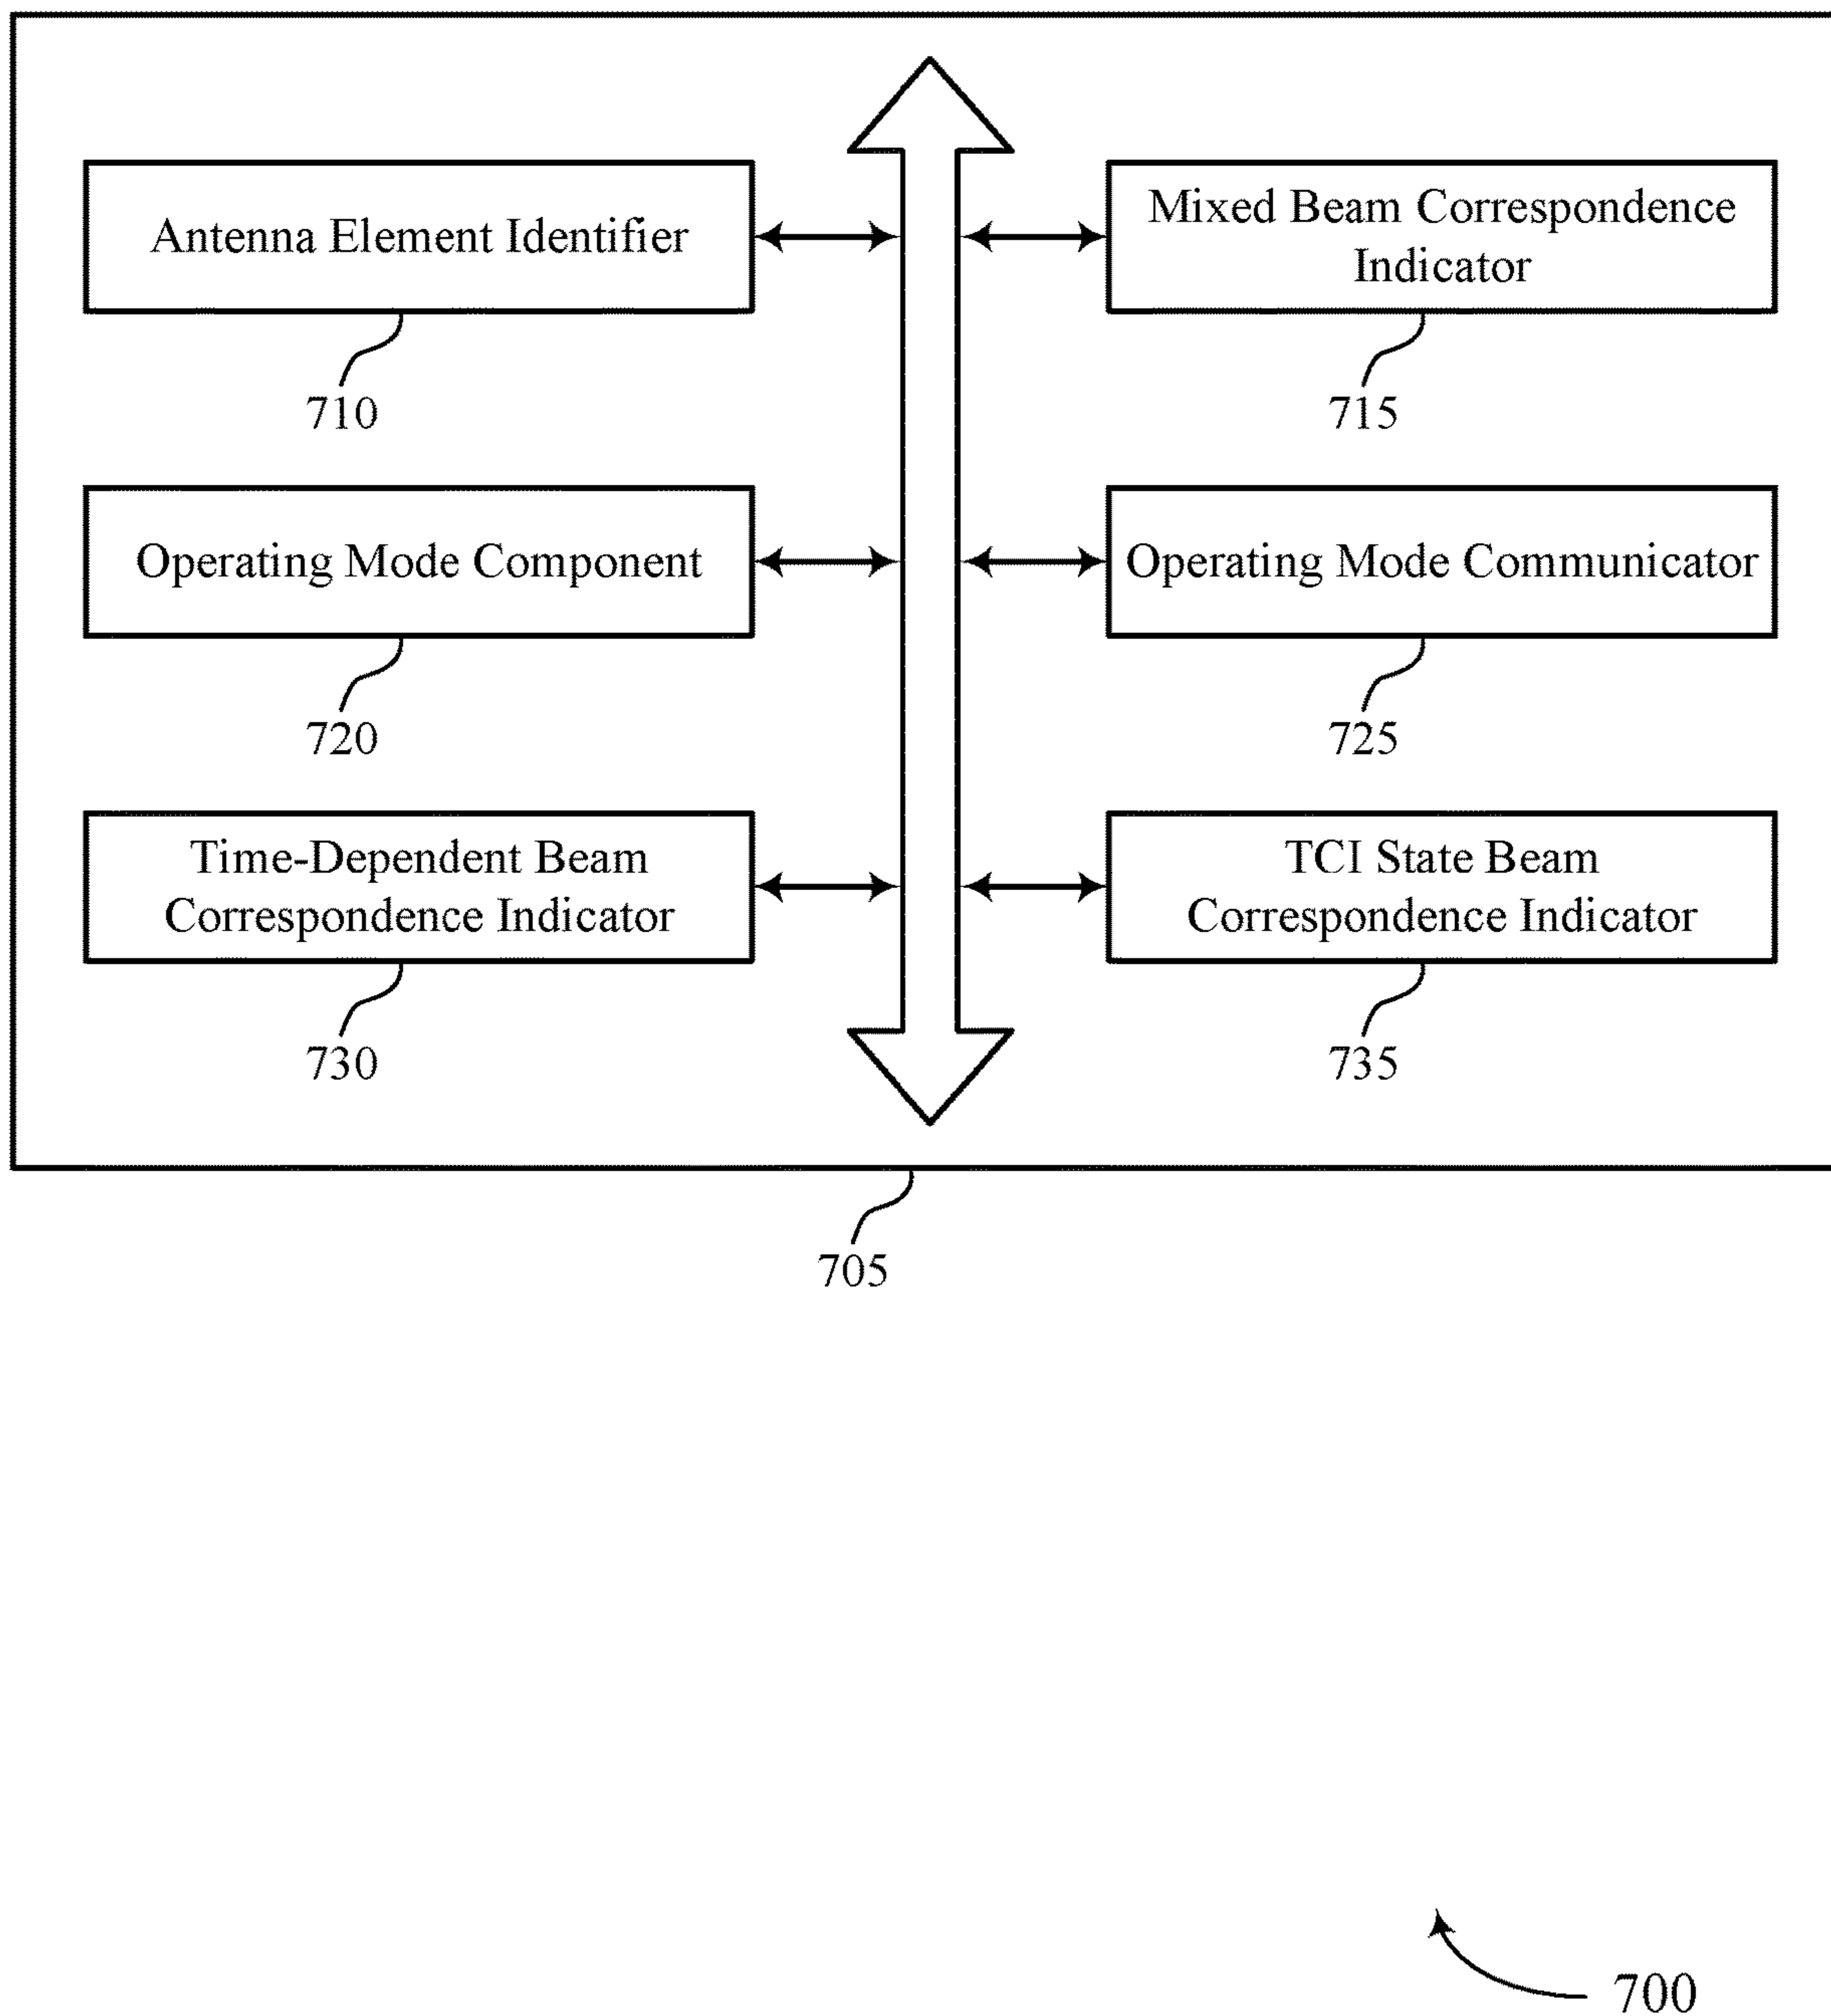 Antenna Element Identifier
710
Mixed Beam Correspondence
Indicator
715
Operating Mode Component
720
Operating Mode Communicator
725
Time-Dependent Beam
Correspondence Indicator
730
TCI State Beam
Correspondence Indicator
735
705
700